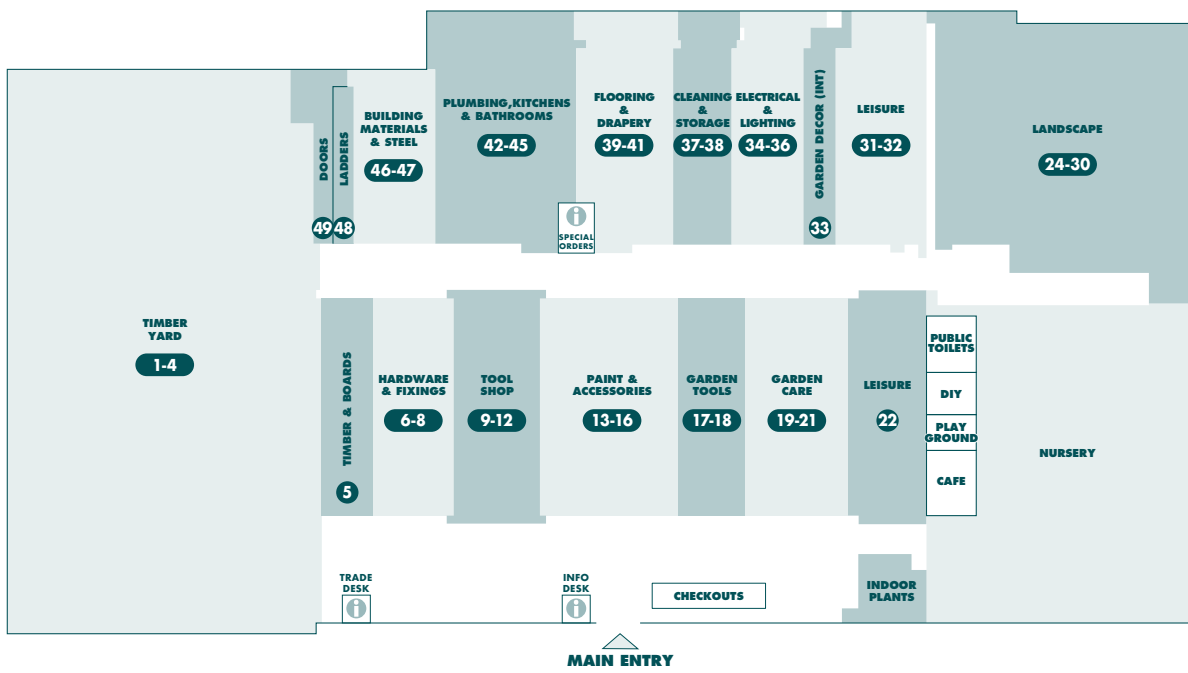 PLUMBING,KITCHENS
& BATHROOMS
42-45
FLOORING
&
DRAPERY
39-41
CLEANING
&
STORAGE
37-38
ELECTRICAL
&
LIGHTING
34-36
GARDEN DECOR (INT)
33
LEISURE
31-32
LANDSCAPE
24-30
DOORS
49
LADDERS
48
BUILDING
MATERIALS
& STEEL
46-47
i
SPECIAL
ORDERS
TIMBER
YARD
1-4
TIMBER & BOARDS
5
HARDWARE
& FIXINGS
6-8
TOOL
SHOP
9-12
PAINT &
ACCESSORIES
13-16
GARDEN
TOOLS
17-18
GARDEN
CARE
19-21
LEISURE
22
PUBLIC
TOILETS
DIY
PLAY
GROUND
CAFE
NURSERY
TRADE
DESK
i
INFO
DESK
i
CHECKOUTS
INDOOR
PLANTS
MAIN ENTRY